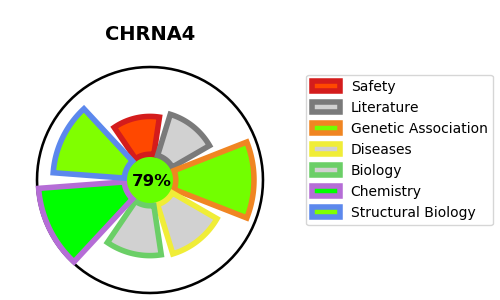 CHRNA4
79%
Safety
Literature
Genetic Association
Diseases
Biology
Chemistry
Structural Biology